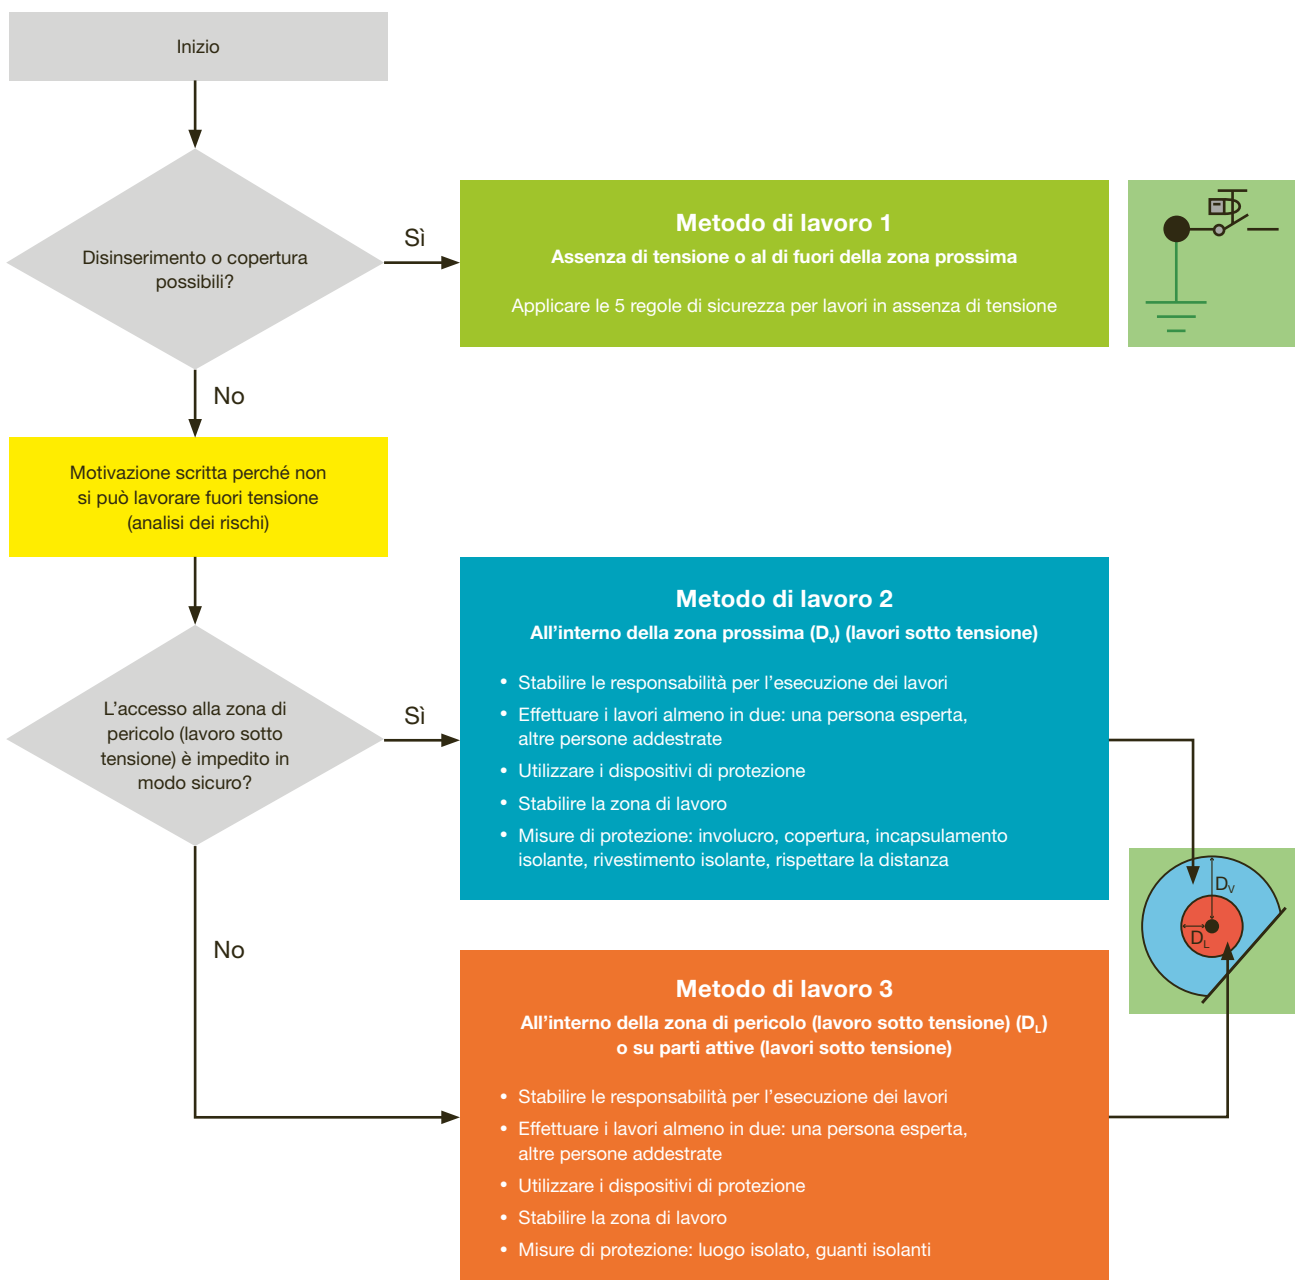 Inizio
Disinserimento o copertura
possibili?
Sì
Metodo di lavoro 1
Assenza di tensione o al di fuori della zona prossima
Applicare le 5 regole di sicurezza per lavori in assenza di tensione
No
Motivazione scritta perché non
si può lavorare fuori tensione
(analisi dei rischi)
L’accesso alla zona di
pericolo (lavoro sotto
tensione) è impedito in
modo sicuro?
Sì
Metodo di lavoro 2
All’interno della zona prossima (Dv) (lavori sotto tensione)
• Stabilire le responsabilità per l’esecuzione dei lavori
• Effettuare i lavori almeno in due: una persona esperta,
altre persone addestrate
• Utilizzare i dispositivi di protezione
• Stabilire la zona di lavoro
• Misure di protezione: involucro, copertura, incapsulamento
isolante, rivestimento isolante, rispettare la distanza
DV
DL
No
Metodo di lavoro 3
All’interno della zona di pericolo (lavoro sotto tensione) (DL)
o su parti attive (lavori sotto tensione)
• Stabilire le responsabilità per l’esecuzione dei lavori
• Effettuare i lavori almeno in due: una persona esperta,
altre persone addestrate
• Utilizzare i dispositivi di protezione
• Stabilire la zona di lavoro
• Misure di protezione: luogo isolato, guanti isolanti